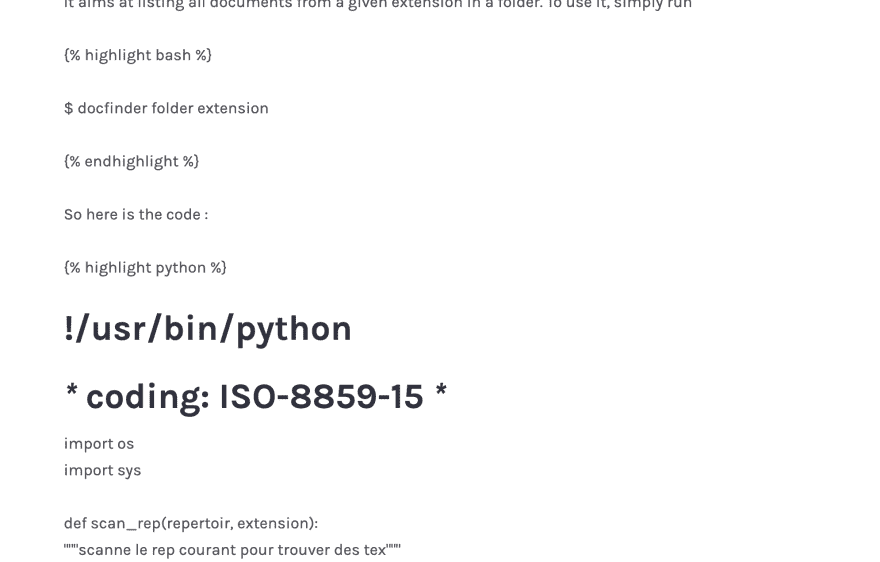 It aims at listing all documents from a given extension in a folder. To use it, simply run
{% highlight bash %}
$ docfinder folder extension
{% endhighlight %}
So here is the code :
{% highlight python %}
!/usr/bin/python
* coding: ISO-8859-15 *
import os
import sys
def scan_rep(repertoir, extension):
"""scanne le rep courant pour trouver des tex"""